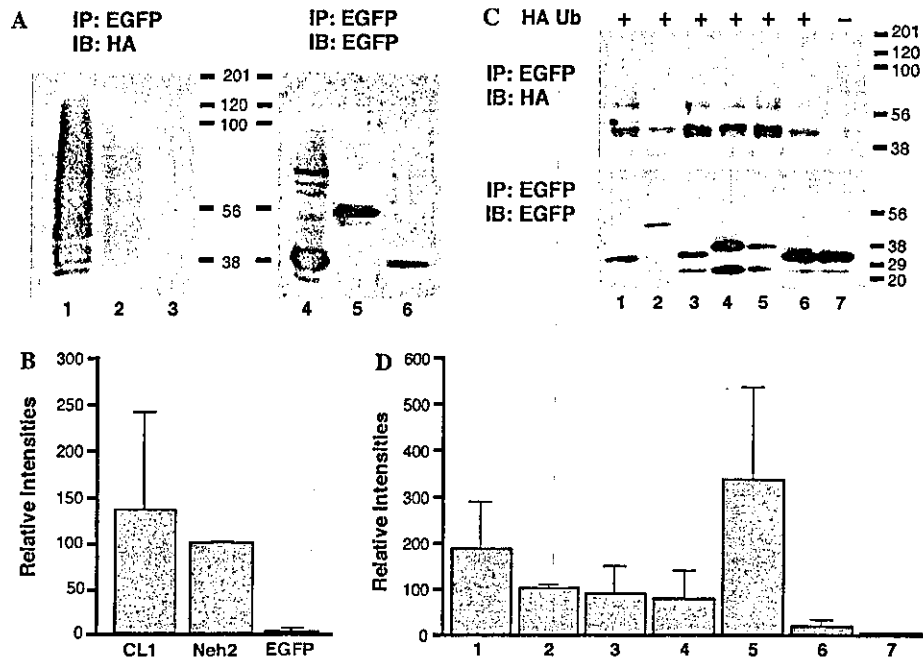 A
IP: EGFP
IB: HA
IP: EGFP
IB: EGFP
201
120
100
56
38
1 2 3 4 5 6
C
HA Ub + + + + + + –
IP: EGFP
IB: HA
201
120
100
56
38
IP: EGFP
IB: EGFP
56
38
29
20
1 2 3 4 5 6 7
B
Relative Intensities
300
250
200
150
100
50
0
CL1 Neh2 EGFP
D
Relative Intensities
600
500
400
300
200
100
0
1 2 3 4 5 6 7